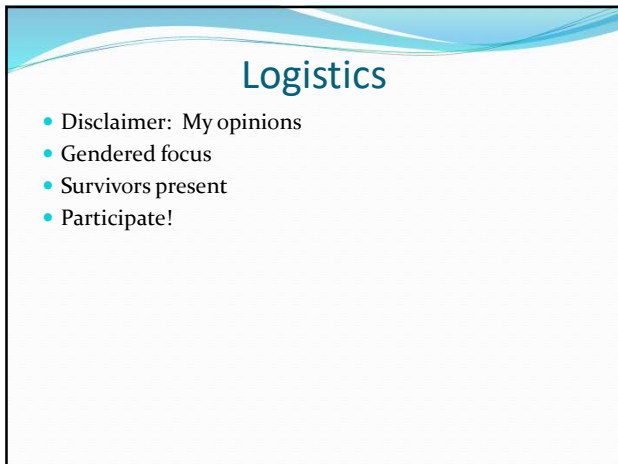 Logistics
• Disclaimer: My opinions
• Gendered focus
• Survivors present
• Participate!